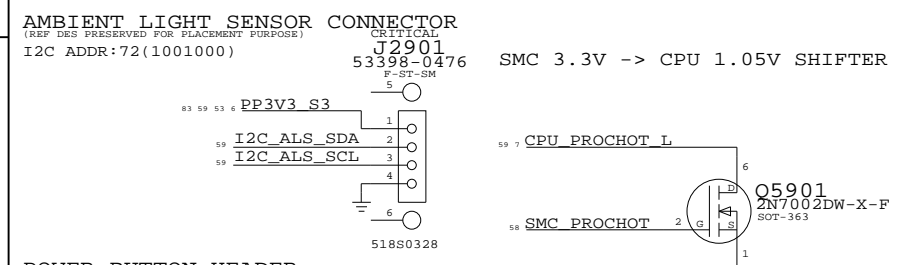 AMBIENT LIGHT SENSOR CONNECTOR
(REF DES PRESERVED FOR PLACEMENT PURPOSE)
I2C ADDR:72(1001000)
CRITICAL
J2901
53398-0476
F-ST-SM
5
83 59 53 6 PP3V3_S3
1
59 I2C_ALS_SDA
2
59 I2C_ALS_SCL
3
4
6
518S0328
SMC 3.3V -> CPU 1.05V SHIFTER
59 7 CPU_PROCHOT_L
6
D
Q5901
2N7002DW-X-F
SOT-363
58 SMC_PROCHOT
2
G
S
1